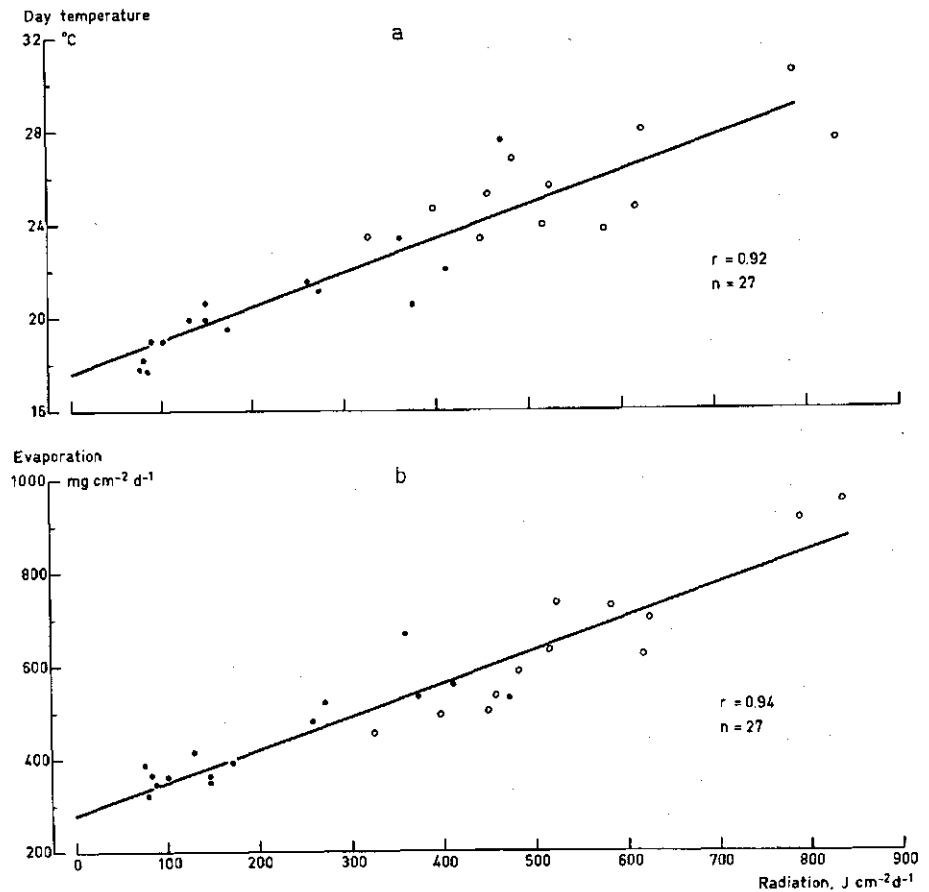 Day temperature
°C
a
32
28
24
20
16
r = 0.92
n = 27
Evaporation
mg cm⁻² d⁻¹
b
1000
800
600
400
200
r = 0.94
n = 27
0 100 200 300 400 500 600 700 800 900
Radiation, J cm⁻²d⁻¹